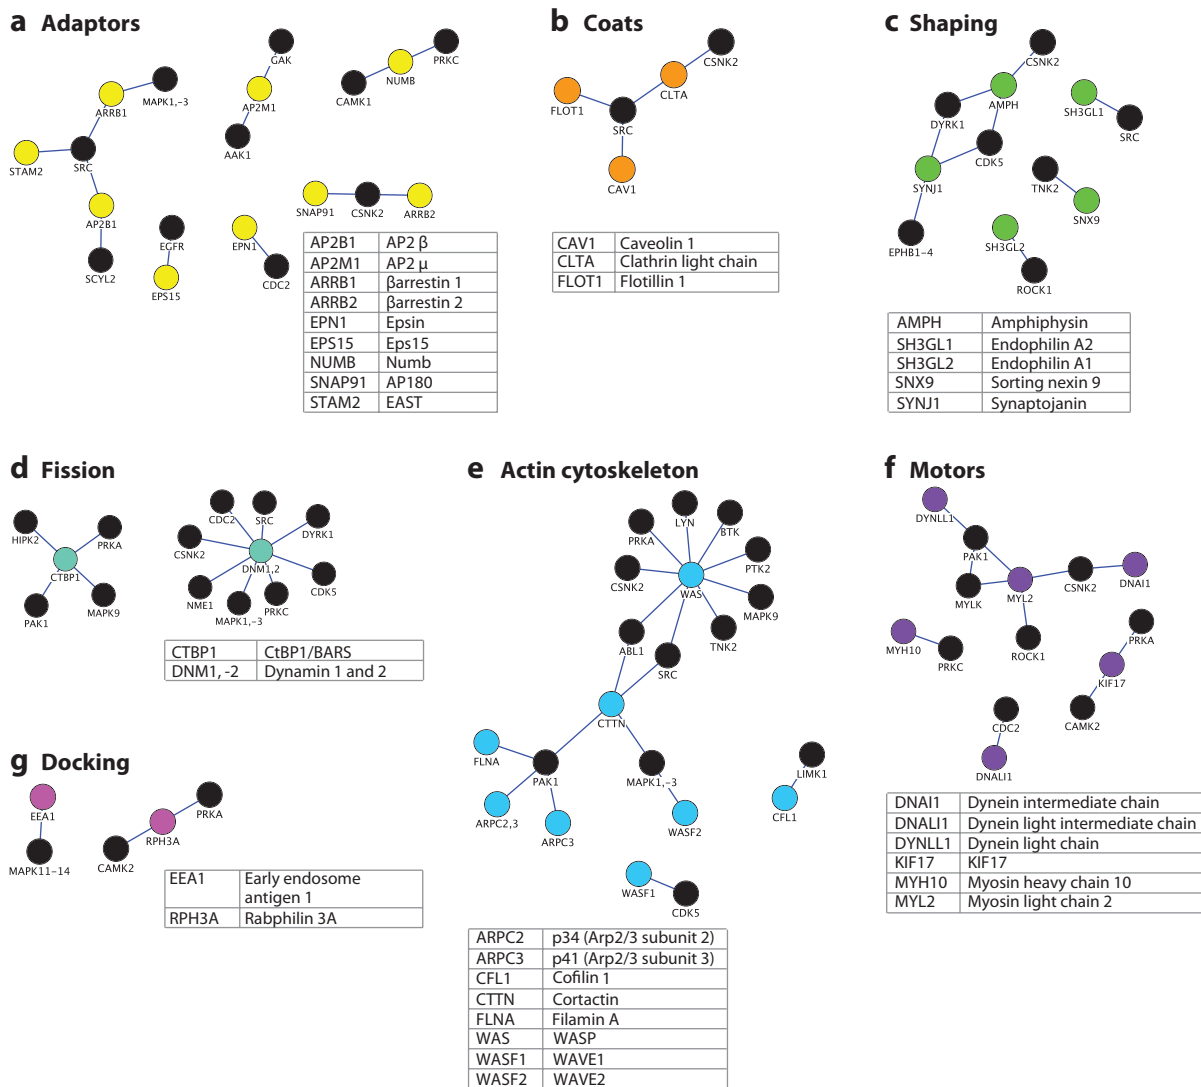 a Adaptors
GAK
PRKC
NUMB
CAMK1
MAPK1,-3
ARRB1
AP2M1
AAK1
STAM2
SRC
SNAP91
CSNK2
ARRB2
AP2B1
EGFR
EPN1
SCYL2
EPS15
CDC2
AP2B1 AP2 β
AP2M1 AP2 μ
ARRB1 βarrestin 1
ARRB2 βarrestin 2
EPN1 Epsin
EPS15 Eps15
NUMB Numb
SNAP91 AP180
STAM2 EAST
b Coats
CSNK2
CLTA
FLOT1
SRC
CAV1
CAV1 Caveolin 1
CLTA Clathrin light chain
FLOT1 Flotillin 1
c Shaping
CSNK2
AMPH
SH3GL1
DYRK1
SRC
CDK5
TNK2
SYNJ1
SNX9
EPHB1-4
SH3GL2
ROCK1
AMPH Amphiphysin
SH3GL1 Endophilin A2
SH3GL2 Endophilin A1
SNX9 Sorting nexin 9
SYNJ1 Synaptojanin
d Fission
HIPK2
PRKA
CTBP1
PAK1
MAPK9
CDC2
SRC
DYRK1
CSNK2
DNM1,2
CDK5
NME1
PRKC
MAPK1,-3
CTBP1 CtBP1/BARS
DNM1, -2 Dynamin 1 and 2
e Actin cytoskeleton
LYN
BTK
PRKA
PTK2
CSNK2
WAS
MAPK9
TNK2
ABL1
SRC
CTTN
FLNA
PAK1
MAPK1,-3
LIMK1
ARPC2,3
ARPC3
WASF2
CFL1
WASF1
CDK5
ARPC2 p34 (Arp2/3 subunit 2)
ARPC3 p41 (Arp2/3 subunit 3)
CFL1 Cofilin 1
CTTN Cortactin
FLNA Filamin A
WAS WASP
WASF1 WAVE1
WASF2 WAVE2
f Motors
DYNLL1
PAK1
CSNK2
DNAI1
MYLK
MYL2
PRKA
MYH10
PRKC
ROCK1
KIF17
CDC2
CAMK2
DNALI1
DNAI1 Dynein intermediate chain
DNALI1 Dynein light intermediate chain
DYNLL1 Dynein light chain
KIF17 KIF17
MYH10 Myosin heavy chain 10
MYL2 Myosin light chain 2
g Docking
EEA1
PRKA
RPH3A
MAPK11-14
CAMK2
EEA1 Early endosome
antigen 1
RPH3A Rabphilin 3A